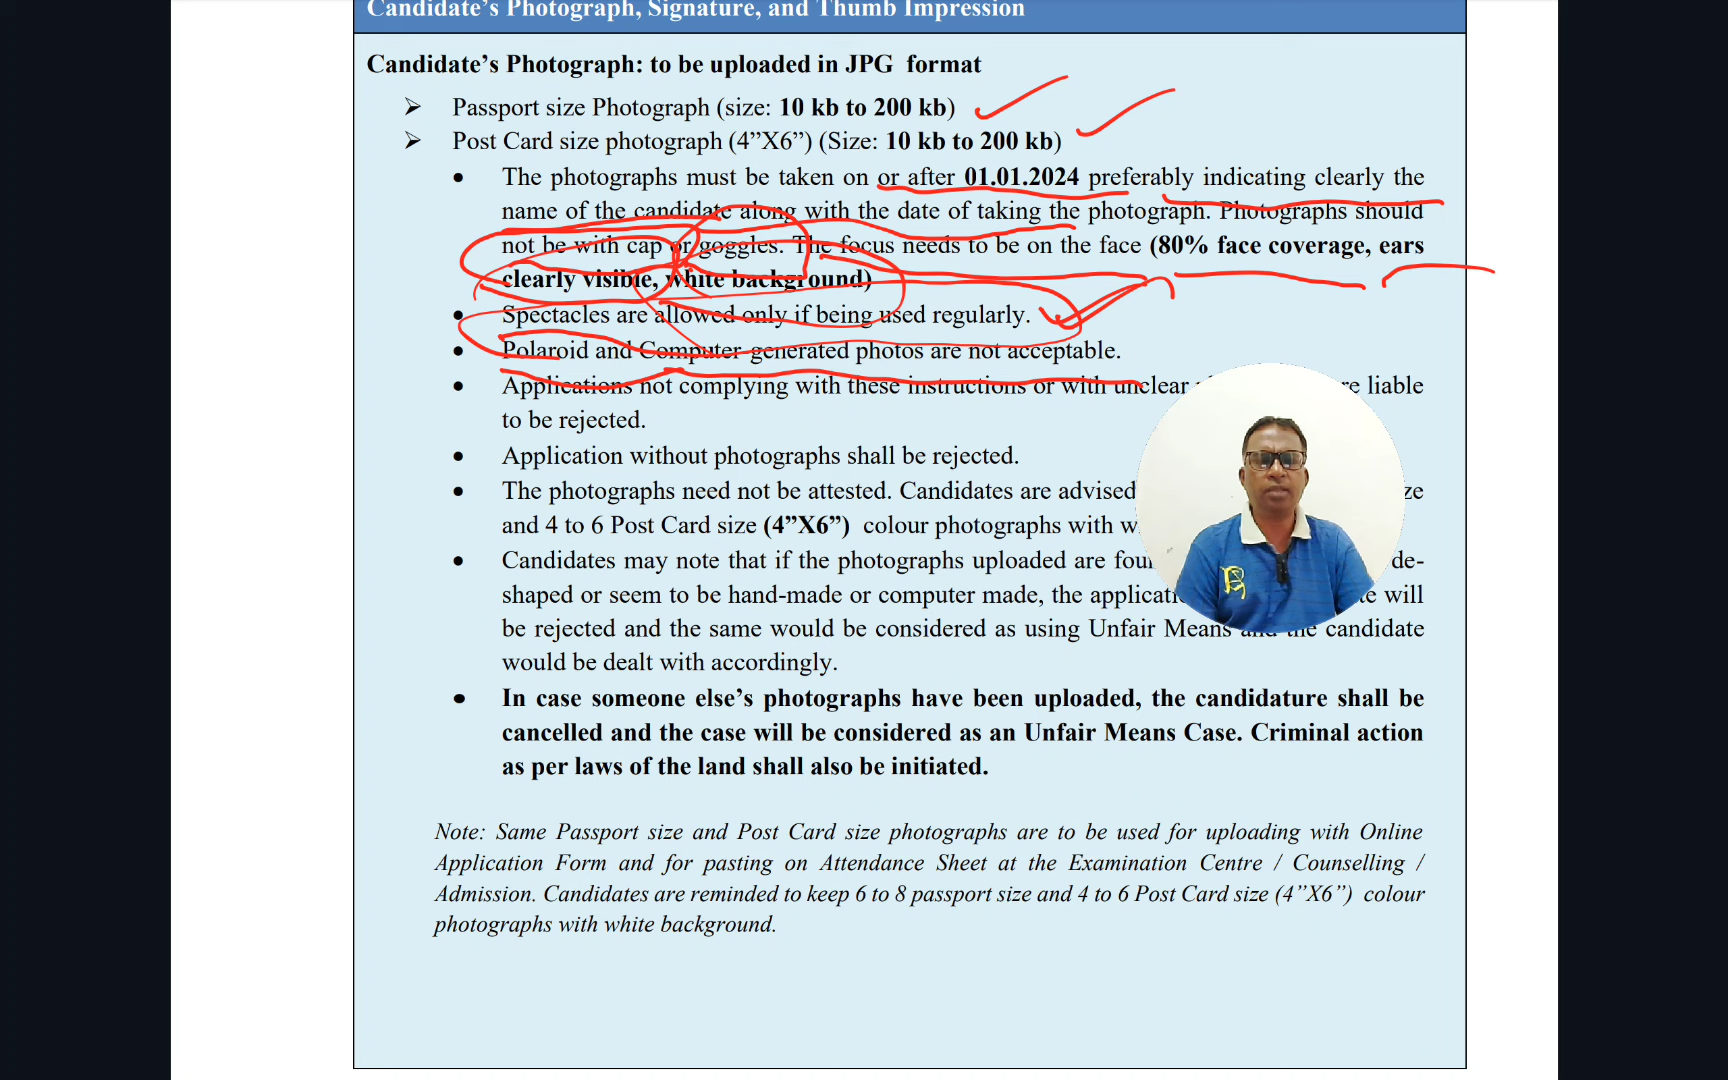 Candidate’s Photograph, Signature, and Thumb Impression
Candidate’s Photograph: to be uploaded in JPG format
➢ Passport size Photograph (size: 10 kb to 200 kb)
➢ Post Card size photograph (4”X6”) (Size: 10 kb to 200 kb)
• The photographs must be taken on or after 01.01.2024 preferably indicating clearly the
name of the candidate along with the date of taking the photograph. Photographs should
not be with cap or goggles. The focus needs to be on the face (80% face coverage, ears
clearly visible, white background)
• Spectacles are allowed only if being used regularly.
• Polaroid and Computer generated photos are not acceptable.
• Applications not complying with these instructions or with unclear liable
to be rejected.
• Application without photographs shall be rejected.
• The photographs need not be attested. Candidates are advised
and 4 to 6 Post Card size (4”X6”) colour photographs with
• Candidates may note that if the photographs uploaded are de-
shaped or seem to be hand-made or computer made, the will
be rejected and the same would be considered as using Unfair Means and the candidate
would be dealt with accordingly.
• In case someone else’s photographs have been uploaded, the candidature shall be
cancelled and the case will be considered as an Unfair Means Case. Criminal action
as per laws of the land shall also be initiated.
Note: Same Passport size and Post Card size photographs are to be used for uploading with Online
Application Form and for pasting on Attendance Sheet at the Examination Centre / Counselling /
Admission. Candidates are reminded to keep 6 to 8 passport size and 4 to 6 Post Card size (4”X6”) colour
photographs with white background.